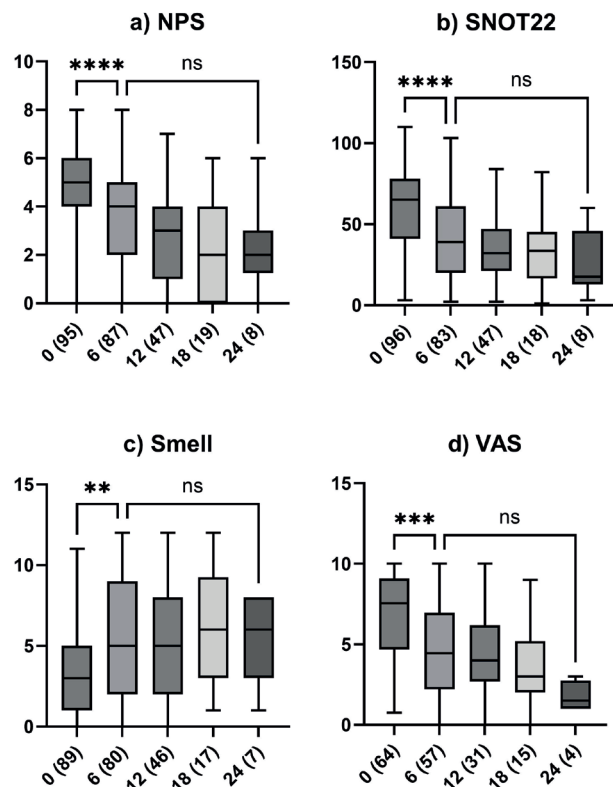 a) NPS
10
8
6
4
2
0
**** ns
0 (95) 6 (87) 12 (47) 18 (19) 24 (8)
b) SNOT22
150
100
50
0
**** ns
0 (96) 6 (83) 12 (47) 18 (18) 24 (8)
c) Smell
15
10
5
0
** ns
0 (89) 6 (80) 12 (46) 18 (17) 24 (7)
d) VAS
15
10
5
0
*** ns
0 (64) 6 (57) 12 (31) 18 (15) 24 (4)